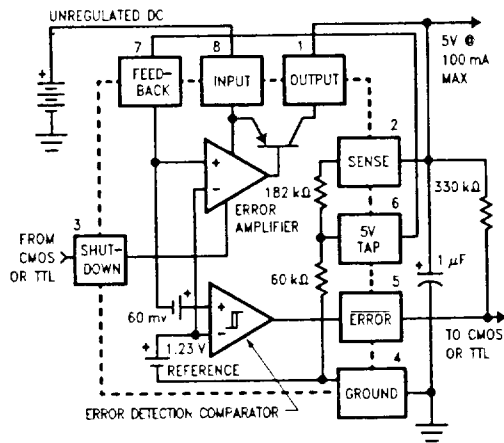 UNREGULATED DC
7
8
1
5V @
100 mA
MAX
FEED-
BACK
INPUT
OUTPUT
2
SENSE
182 kΩ
330 kΩ
ERROR
AMPLIFIER
6
5V
TAP
3
FROM
CMOS
OR TTL
SHUT-
DOWN
60 kΩ
1 μF
5
ERROR
60 mv
TO CMOS
OR TTL
1.23 V
REFERENCE
4
GROUND
ERROR DETECTION COMPARATOR